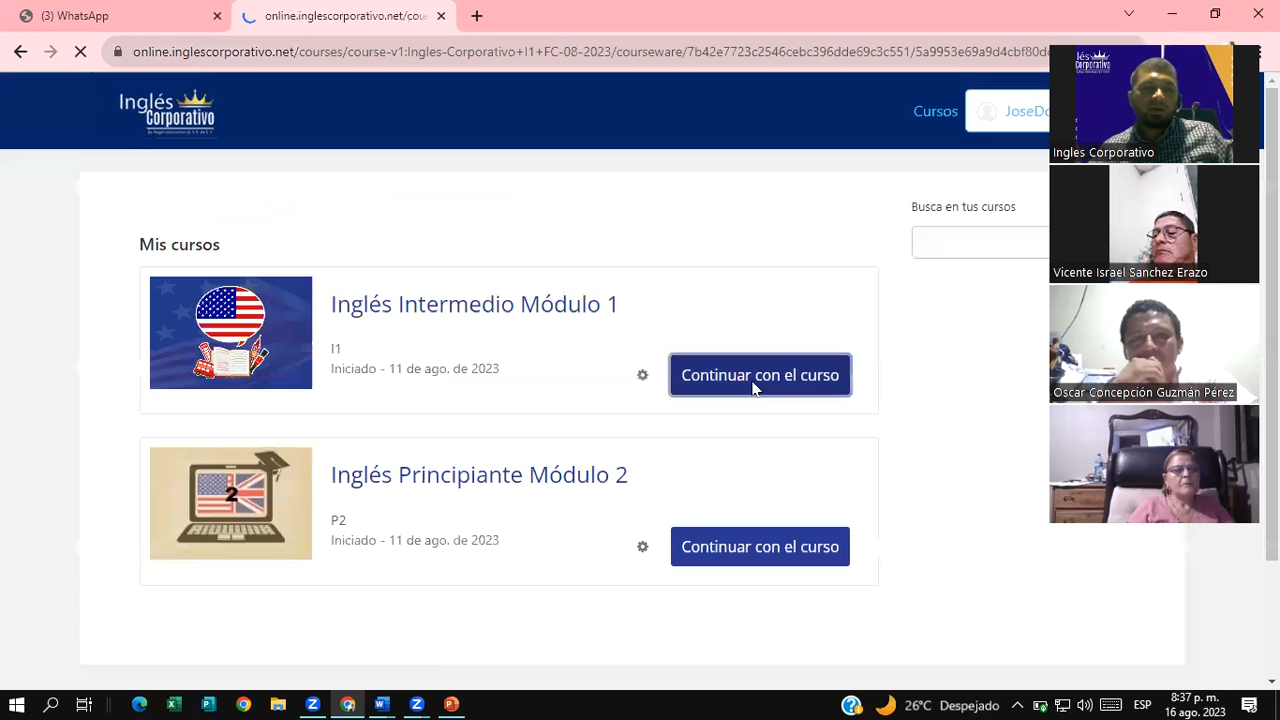 (3) WhatsApp
online.inglescorporativo.net/cou
online.inglescorporativo.net/courses/course-v1:Ingles-Corporativo+I1+FC-08-2023/courseware/7b42e7723c2546cebc396dde69c3c551/5a9953e69a9d4cbf80d
Inglés
Corporativo
Cursos
JoseDo
lés
Corporativo
Ingles Corporativo
Busca en tus cursos
Mis cursos
Inglés Intermedio Módulo 1
I1
Iniciado - 11 de ago. de 2023
Continuar con el curso
Vicente Israel Sanchez Erazo
Oscar Concepción Guzmán Pérez
2
Inglés Principiante Módulo 2
P2
Iniciado - 11 de ago. de 2023
Continuar con el curso
26°C Despejado
ESP
8:37 p. m.
16 ago. 2023